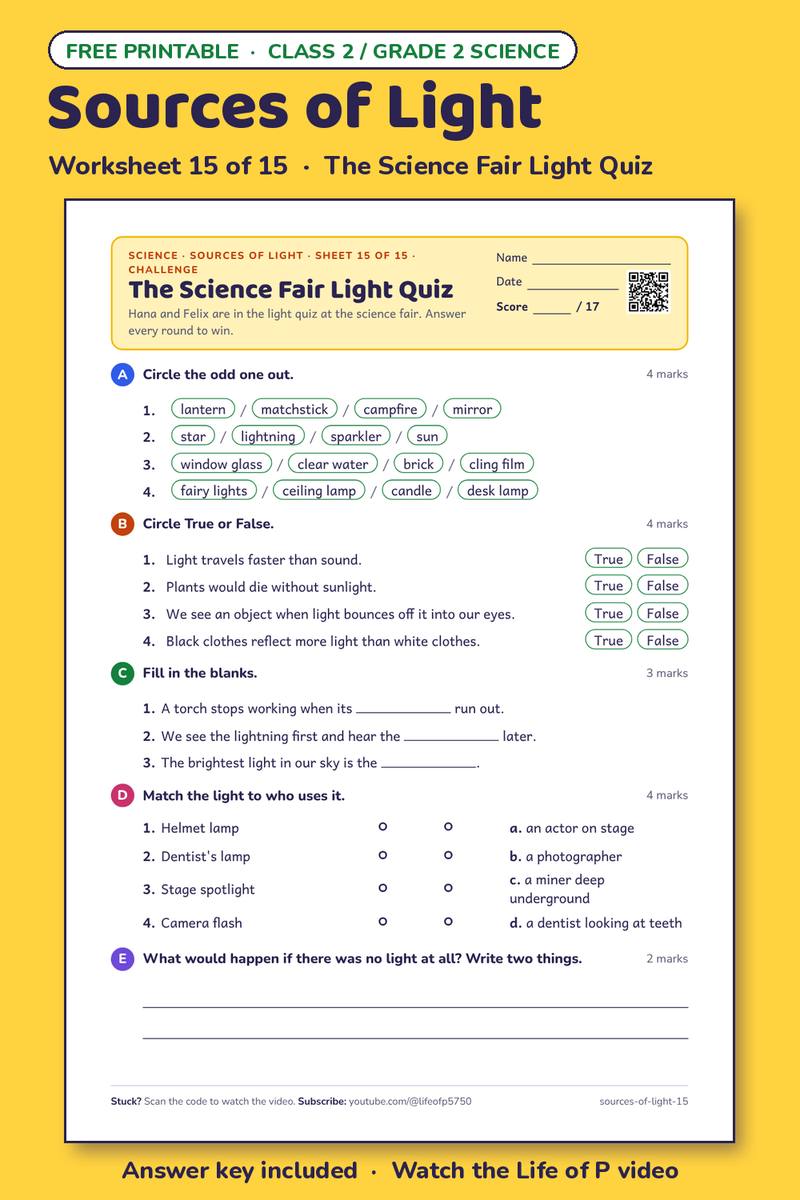 FREE PRINTABLE · CLASS 2 / GRADE 2 SCIENCE
Sources of Light
Worksheet 15 of 15 · The Science Fair Light Quiz
SCIENCE · SOURCES OF LIGHT · SHEET 15 OF 15 ·
CHALLENGE
The Science Fair Light Quiz
Hana and Felix are in the light quiz at the science fair. Answer
every round to win.
Name
Date
Score ______ / 17
A Circle the odd one out. 4 marks
1. lantern / matchstick / campfire / mirror
2. star / lightning / sparkler / sun
3. window glass / clear water / brick / cling film
4. fairy lights / ceiling lamp / candle / desk lamp
B Circle True or False. 4 marks
1. Light travels faster than sound. True False
2. Plants would die without sunlight. True False
3. We see an object when light bounces off it into our eyes. True False
4. Black clothes reflect more light than white clothes. True False
C Fill in the blanks. 3 marks
1. A torch stops working when its ____________ run out.
2. We see the lightning first and hear the ____________ later.
3. The brightest light in our sky is the ____________.
D Match the light to who uses it. 4 marks
1. Helmet lamp a. an actor on stage
2. Dentist's lamp b. a photographer
3. Stage spotlight c. a miner deep
underground
4. Camera flash d. a dentist looking at teeth
E What would happen if there was no light at all? Write two things. 2 marks
Stuck? Scan the code to watch the video. Subscribe: youtube.com/@lifeofp5750 sources-of-light-15
Answer key included · Watch the Life of P video